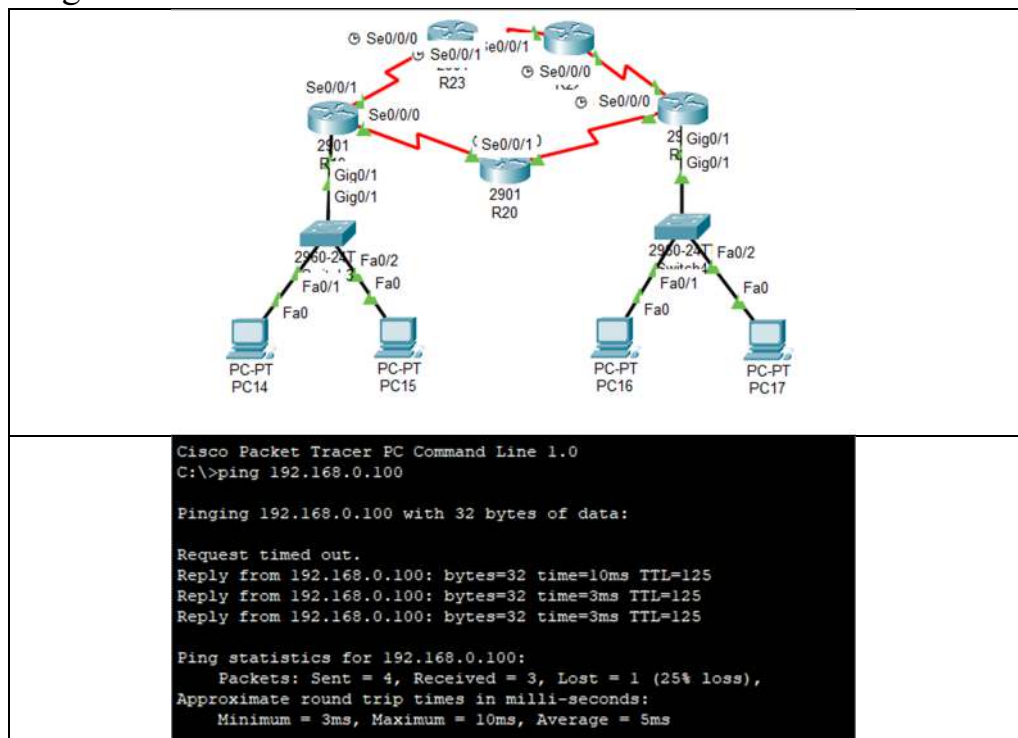 Se0/0/0
Se0/0/1
R23
Se0/0/0
Se0/0/1
Se0/0/0
Se0/0/0
2901
Se0/0/1
2901
R20
Gig0/1
Gig0/1
Gig0/1
Gig0/1
Fa0/2
Fa0/1
Fa0
Fa0
Fa0/2
Fa0/1
Fa0
Fa0
PC-PT
PC14
PC-PT
PC15
PC-PT
PC16
PC-PT
PC17
Cisco Packet Tracer PC Command Line 1.0
C:\>ping 192.168.0.100
Pinging 192.168.0.100 with 32 bytes of data:
Request timed out.
Reply from 192.168.0.100: bytes=32 time=10ms TTL=125
Reply from 192.168.0.100: bytes=32 time=3ms TTL=125
Reply from 192.168.0.100: bytes=32 time=3ms TTL=125
Ping statistics for 192.168.0.100:
Packets: Sent = 4, Received = 3, Lost = 1 (25% loss),
Approximate round trip times in milli-seconds:
Minimum = 3ms, Maximum = 10ms, Average = 5ms